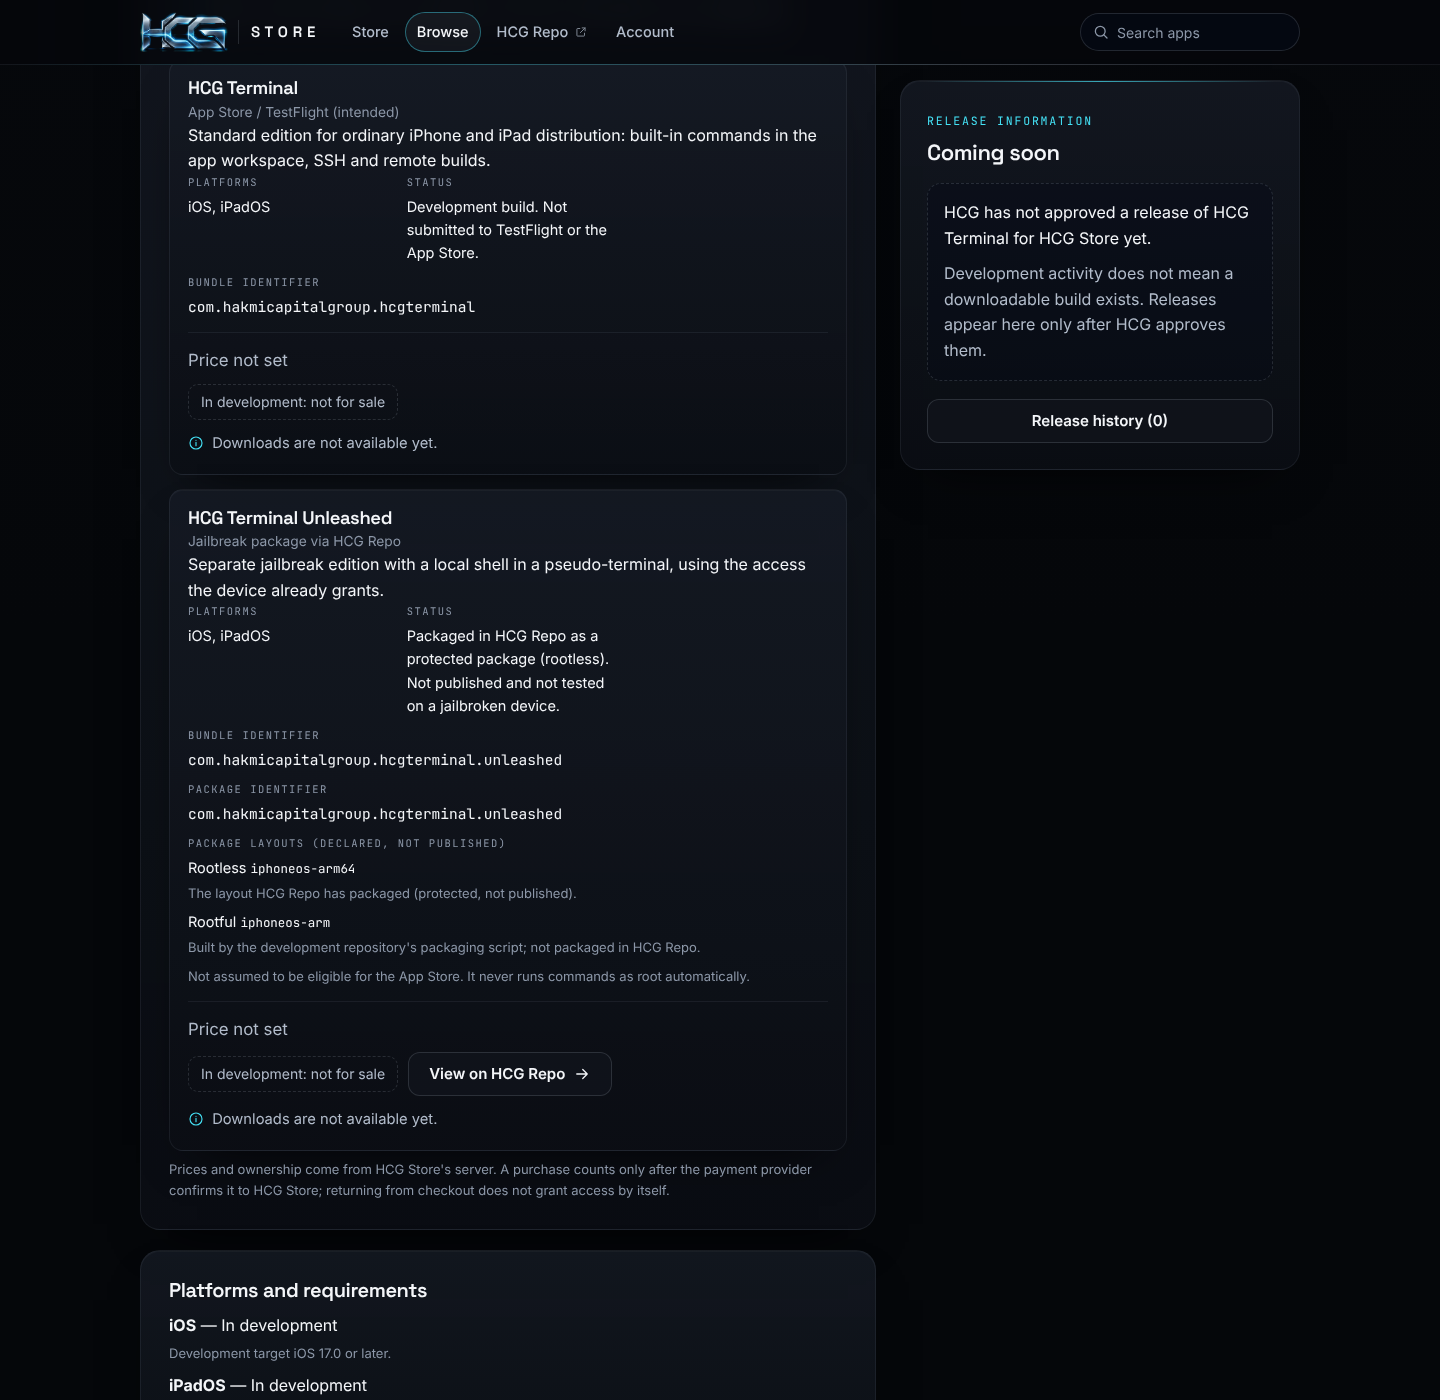 HCG STORE Store Browse HCG Repo Account Search apps
HCG Terminal
App Store / TestFlight (intended)
Standard edition for ordinary iPhone and iPad distribution: built-in commands in the
app workspace, SSH and remote builds.
PLATFORMS
iOS, iPadOS
STATUS
Development build. Not
submitted to TestFlight or the
App Store.
BUNDLE IDENTIFIER
com.hakmicapitalgroup.hcgterminal
Price not set
In development: not for sale
Downloads are not available yet.
HCG Terminal Unleashed
Jailbreak package via HCG Repo
Separate jailbreak edition with a local shell in a pseudo-terminal, using the access
the device already grants.
PLATFORMS
iOS, iPadOS
STATUS
Packaged in HCG Repo as a
protected package (rootless).
Not published and not tested
on a jailbroken device.
BUNDLE IDENTIFIER
com.hakmicapitalgroup.hcgterminal.unleashed
PACKAGE IDENTIFIER
com.hakmicapitalgroup.hcgterminal.unleashed
PACKAGE LAYOUTS (DECLARED, NOT PUBLISHED)
Rootless iphoneos-arm64
The layout HCG Repo has packaged (protected, not published).
Rootful iphoneos-arm
Built by the development repository's packaging script; not packaged in HCG Repo.
Not assumed to be eligible for the App Store. It never runs commands as root automatically.
Price not set
In development: not for sale
View on HCG Repo →
Downloads are not available yet.
Prices and ownership come from HCG Store's server. A purchase counts only after the payment provider
confirms it to HCG Store; returning from checkout does not grant access by itself.
Platforms and requirements
iOS — In development
Development target iOS 17.0 or later.
iPadOS — In development
RELEASE INFORMATION
Coming soon
HCG has not approved a release of HCG
Terminal for HCG Store yet.
Development activity does not mean a
downloadable build exists. Releases
appear here only after HCG approves
them.
Release history (0)